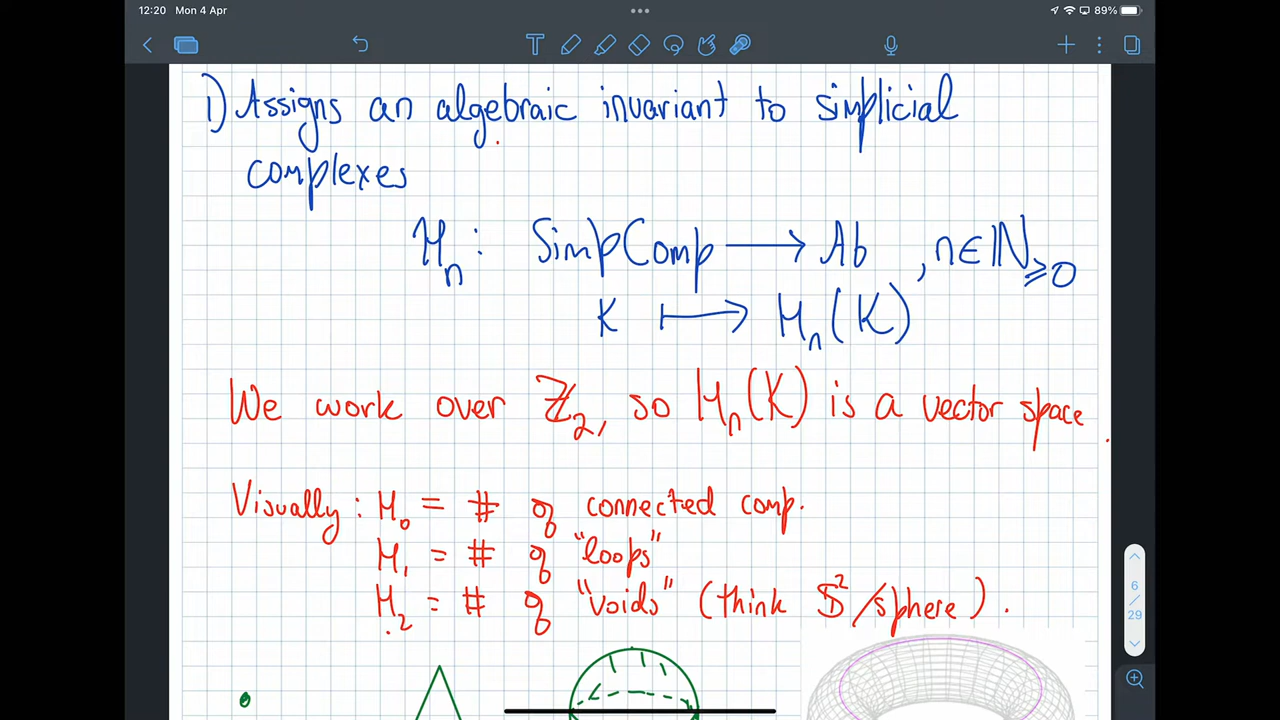 12:20 Mon 4 Apr
89%
1) Assigns an algebraic invariant to simplicial
complexes
Hₙ : SimpComp ⟶ Ab , n ∈ ℕ≥0
K ⟼ Hₙ(K)
We work over ℤ₂, so Hₙ(K) is a vector space.
Visually : H₀ = # of connected comp.
H₁ = # of "loops"
H₂ = # of "voids" (think S²/sphere).
6
/
29